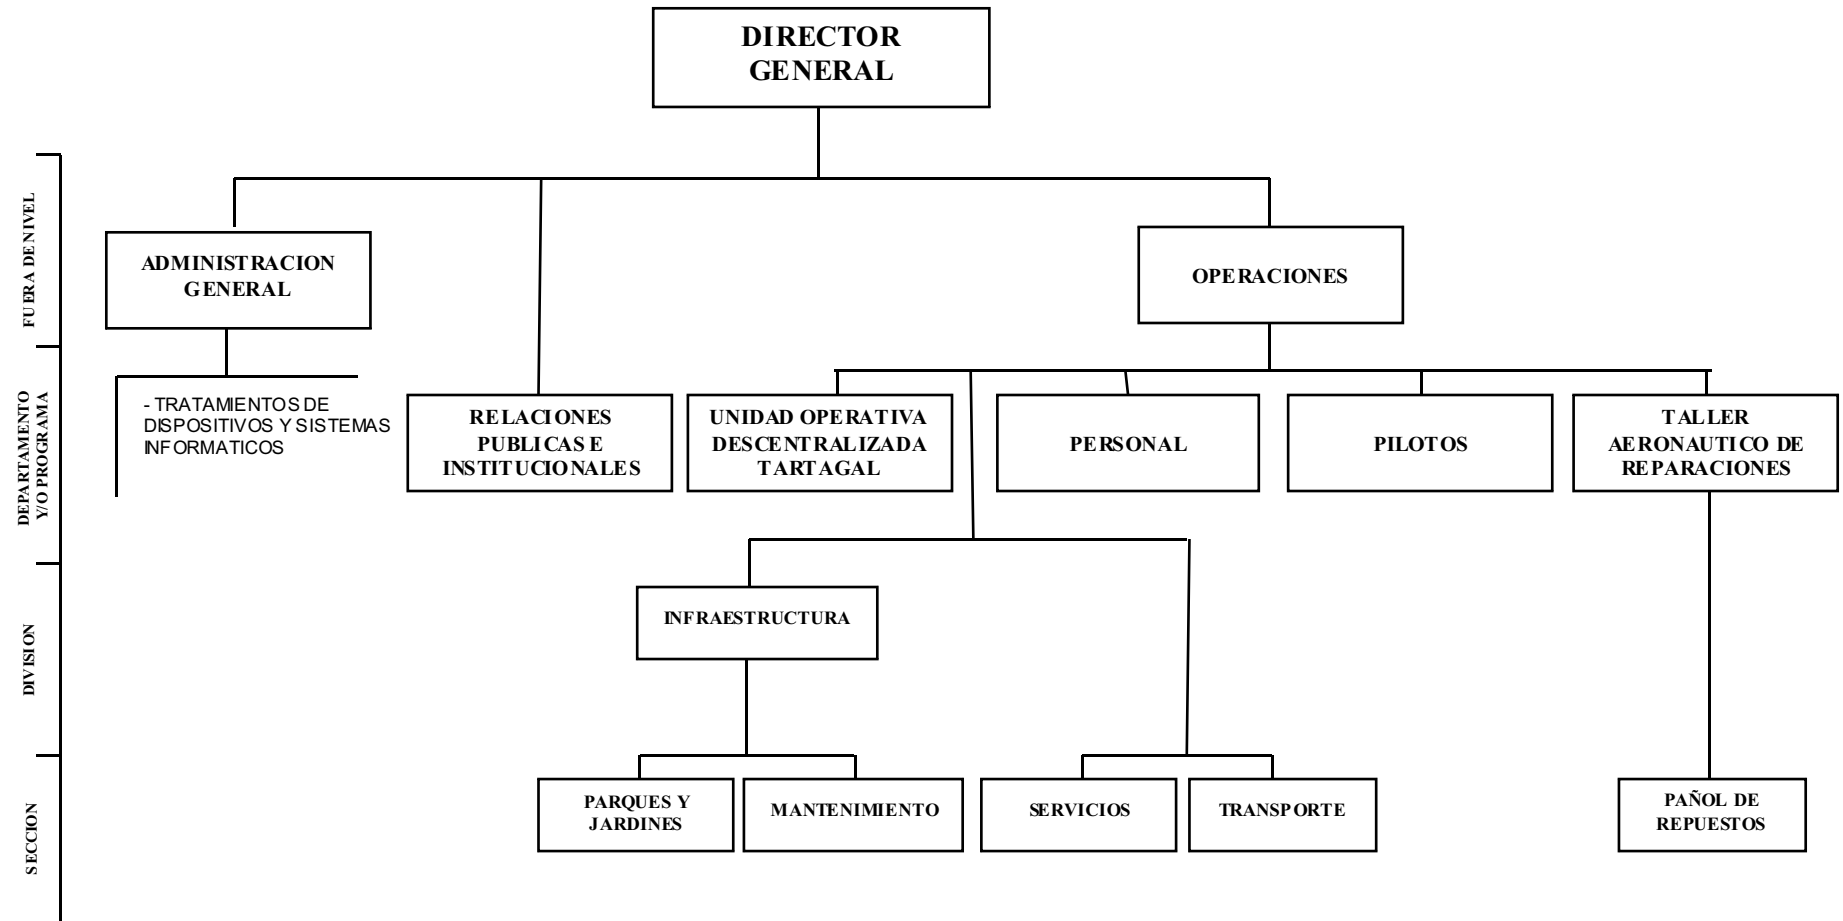 DIRECTOR
GENERAL
FUERA DE NIVEL
ADMINISTRACION
GENERAL
OPERACIONES
DEPARTAMENTO
Y/O PROGRAMA
- TRATAMIENTOS DE
DISPOSITIVOS Y SISTEMAS
INFORMATICOS
RELACIONES
PUBLICAS E
INSTITUCIONALES
UNIDAD OPERATIVA
DESCENTRALIZADA
TARTAGAL
PERSONAL
PILOTOS
TALLER
AERONAUTICO DE
REPARACIONES
DIVISION
INFRAESTRUCTURA
SECCION
PARQUES Y
JARDINES
MANTENIMIENTO
SERVICIOS
TRANSPORTE
PAÑOL DE
REPUESTOS